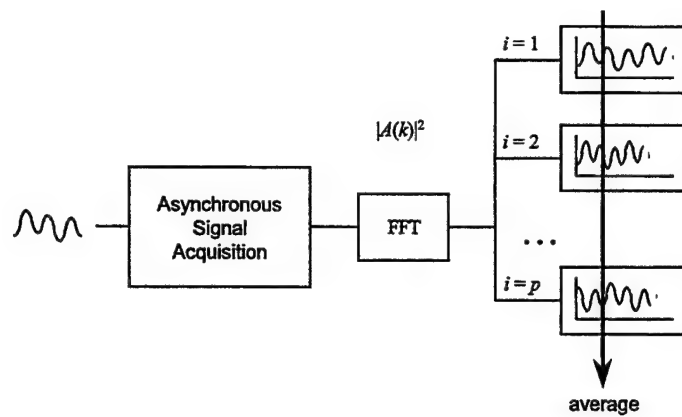 i = 1
|A(k)|²
i = 2
Asynchronous
Signal
Acquisition
FFT
...
i = p
average